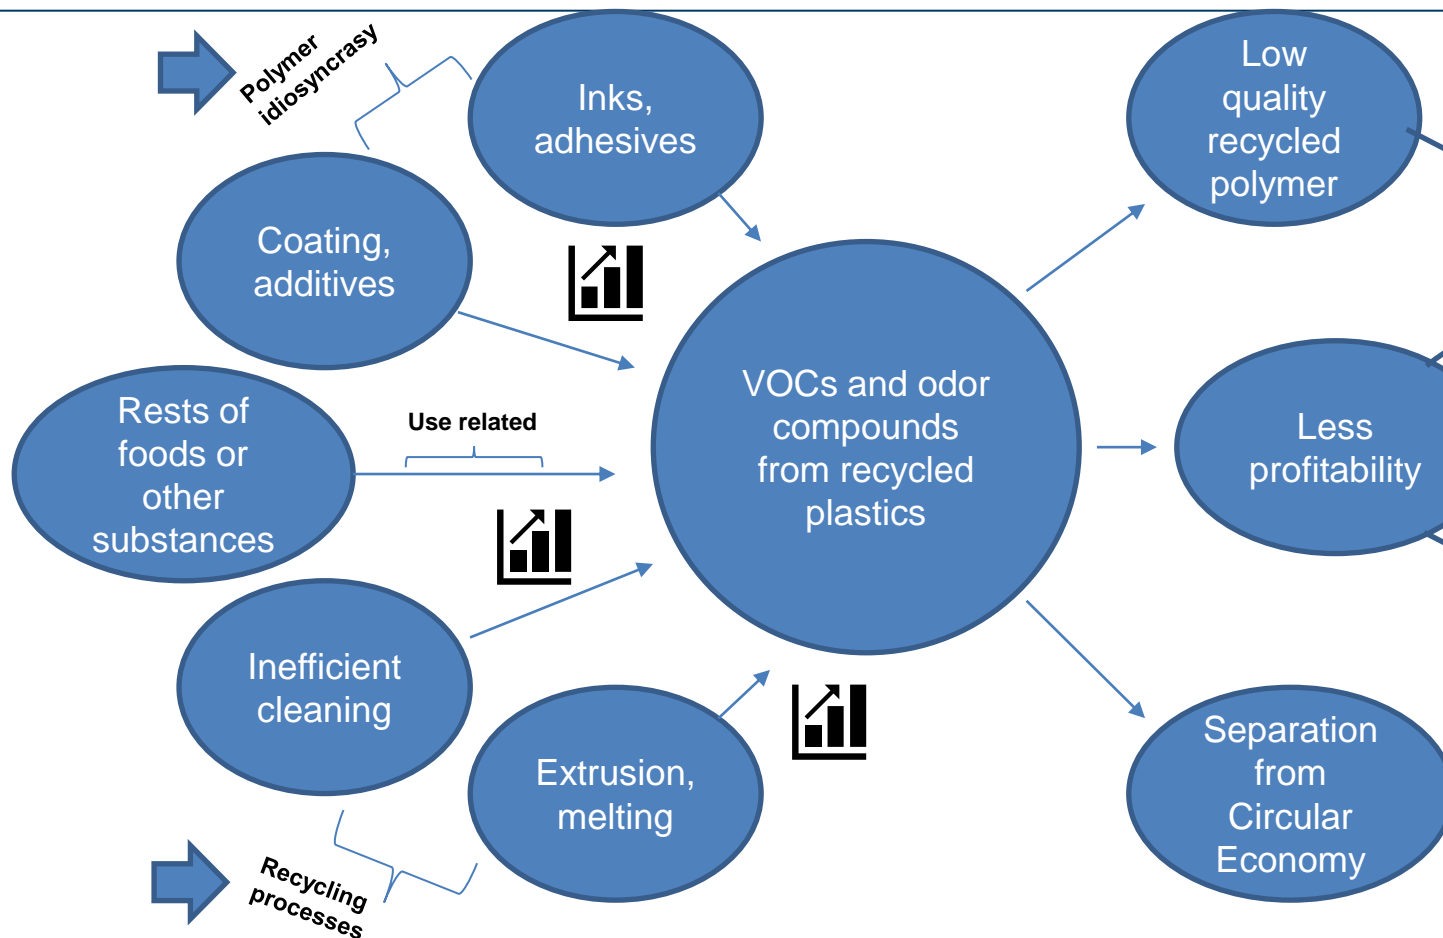 Polymer
idiosyncrasy
Inks,
adhesives
Coating,
additives
Rests of
foods or
other
substances
Use related
Inefficient
cleaning
Extrusion,
melting
Recycling
processes
VOCs and odor
compounds
from recycled
plastics
Low
quality
recycled
polymer
Less
profitability
Separation
from
Circular
Economy